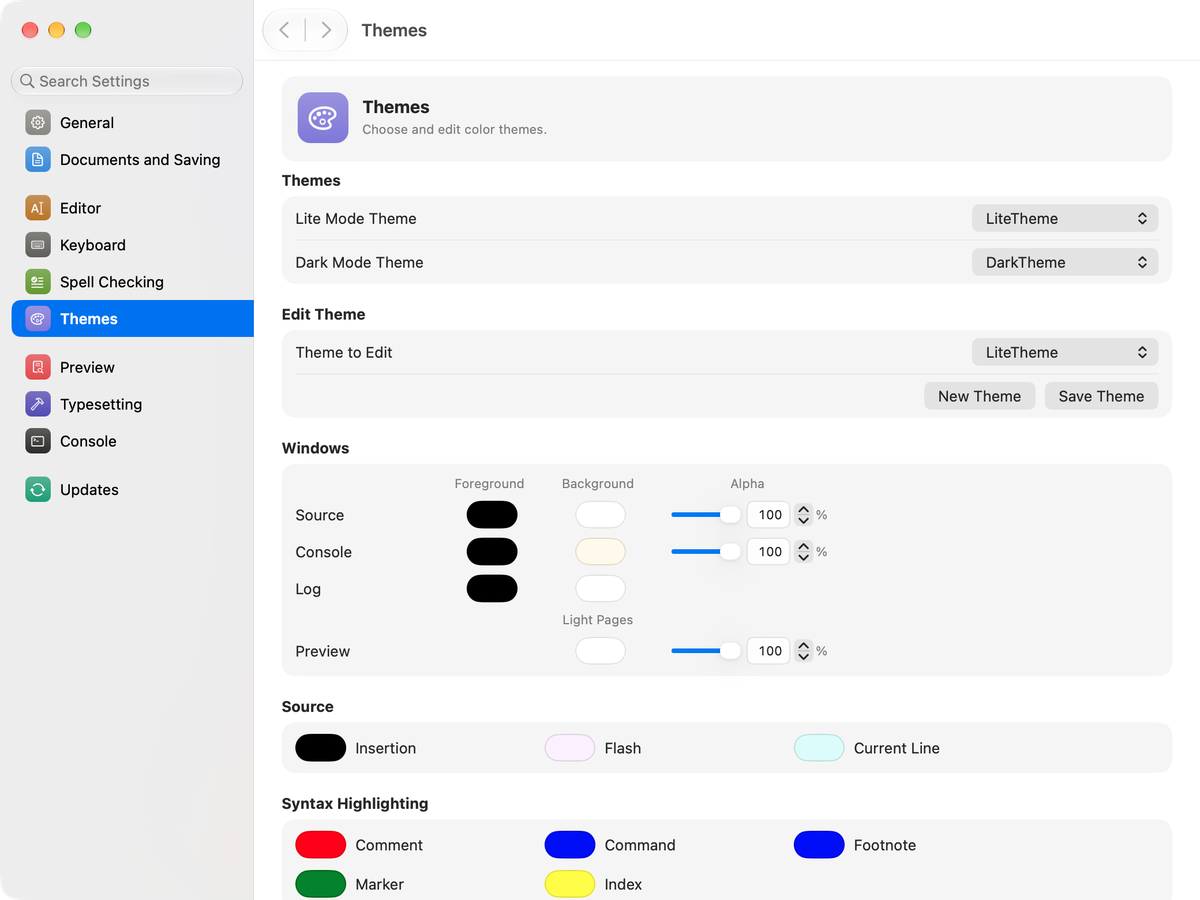 Themes
Search Settings
General
Documents and Saving
Editor
Keyboard
Spell Checking
Themes
Preview
Typesetting
Console
Updates
Themes
Choose and edit color themes.
Themes
Lite Mode Theme LiteTheme
Dark Mode Theme DarkTheme
Edit Theme
Theme to Edit LiteTheme
New Theme Save Theme
Windows
Foreground Background Alpha
Source 100 %
Console 100 %
Log
Light Pages
Preview 100 %
Source
Insertion Flash Current Line
Syntax Highlighting
Comment Command Footnote
Marker Index